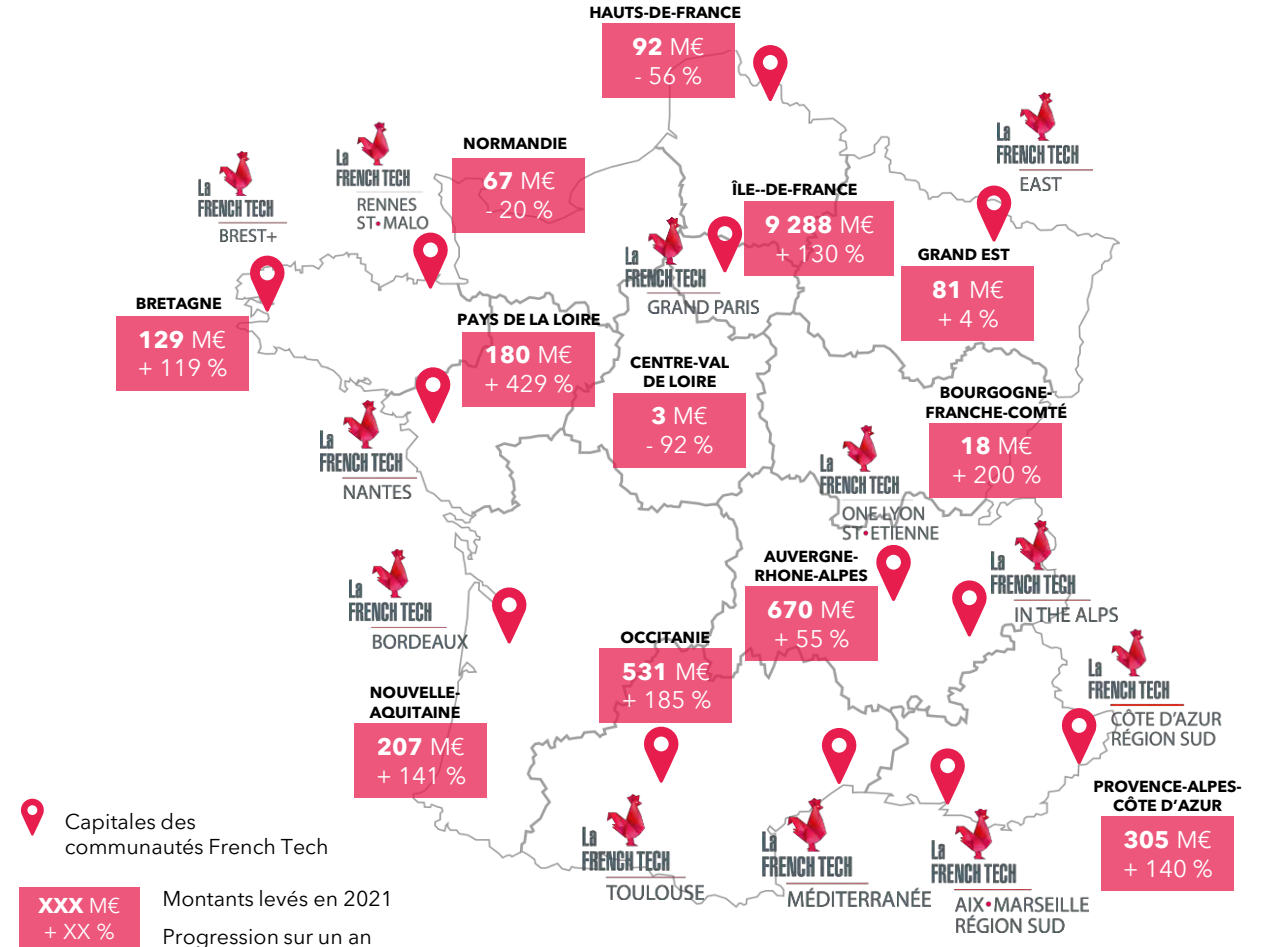 HAUTS-DE-FRANCE
92 M€
- 56 %
La
FRENCH TECH
EAST
NORMANDIE
67 M€
- 20 %
La
FRENCH TECH
RENNES
ST•MALO
La
FRENCH TECH
BREST+
ÎLE--DE-FRANCE
9 288 M€
+ 130 %
La
FRENCH TECH
GRAND PARIS
GRAND EST
81 M€
+ 4 %
BRETAGNE
129 M€
+ 119 %
PAYS DE LA LOIRE
180 M€
+ 429 %
CENTRE-VAL
DE LOIRE
3 M€
- 92 %
BOURGOGNE-
FRANCHE-COMTÉ
18 M€
+ 200 %
La
FRENCH TECH
NANTES
La
FRENCH TECH
ONE LYON
ST•ETIENNE
AUVERGNE-
RHONE-ALPES
670 M€
+ 55 %
La
FRENCH TECH
IN THE ALPS
La
FRENCH TECH
BORDEAUX
OCCITANIE
531 M€
+ 185 %
La
FRENCH TECH
CÔTE D'AZUR
RÉGION SUD
NOUVELLE-
AQUITAINE
207 M€
+ 141 %
PROVENCE-ALPES-
CÔTE D'AZUR
305 M€
+ 140 %
La
FRENCH TECH
TOULOUSE
La
FRENCH TECH
MÉDITERRANÉE
La
FRENCH TECH
AIX•MARSEILLE
RÉGION SUD
Capitales des
communautés French Tech
XXX M€
+ XX %
Montants levés en 2021
Progression sur un an